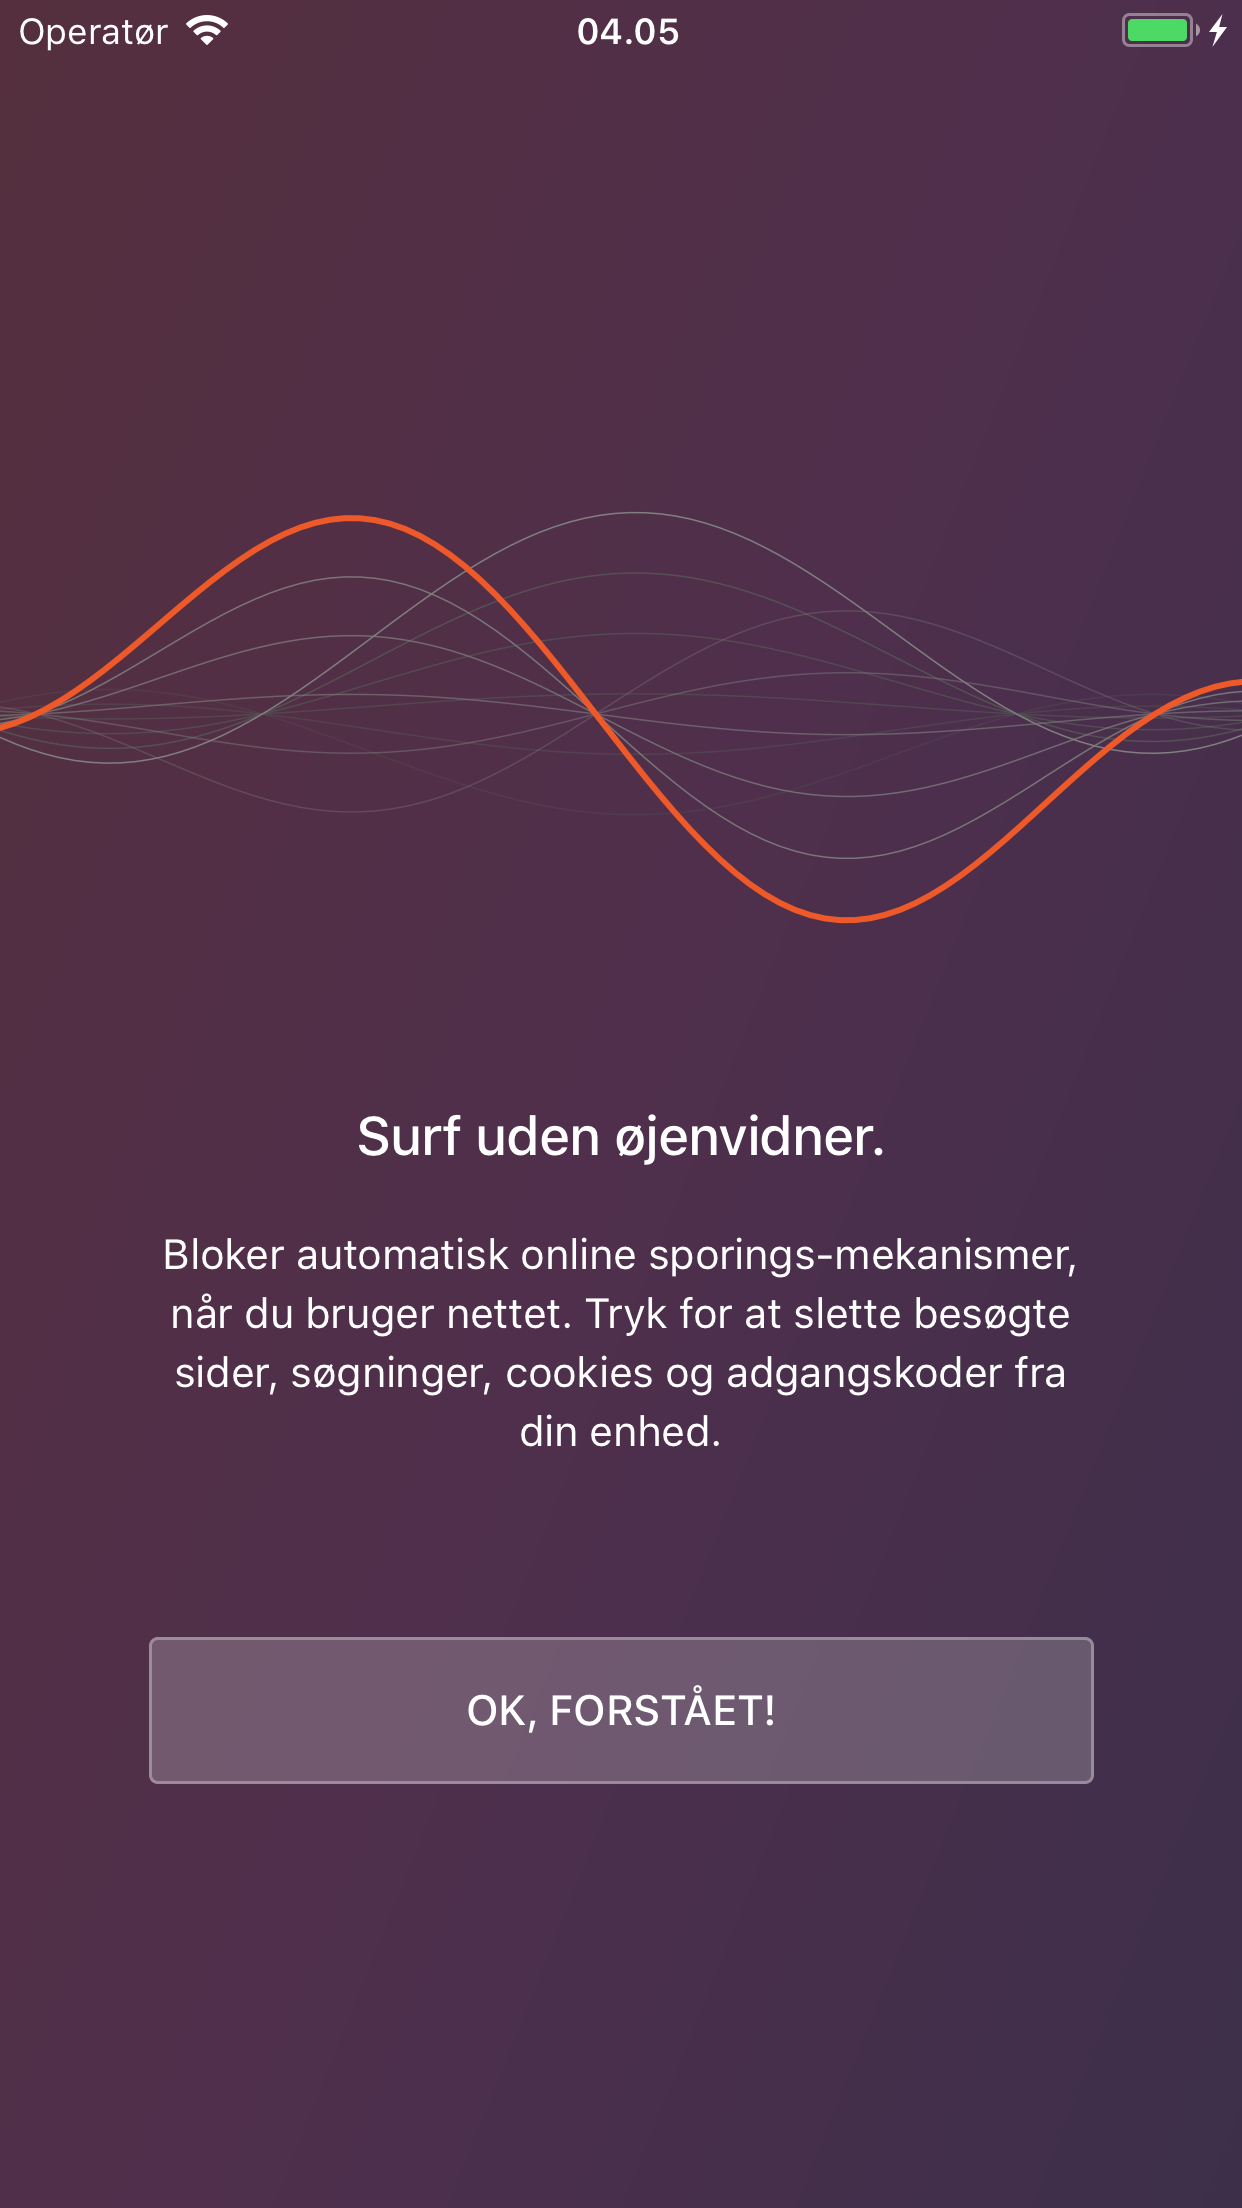 Operatør
04.05
Surf uden øjenvidner.
Bloker automatisk online sporings-mekanismer,
når du bruger nettet. Tryk for at slette besøgte
sider, søgninger, cookies og adgangskoder fra
din enhed.
OK, FORSTÅET!